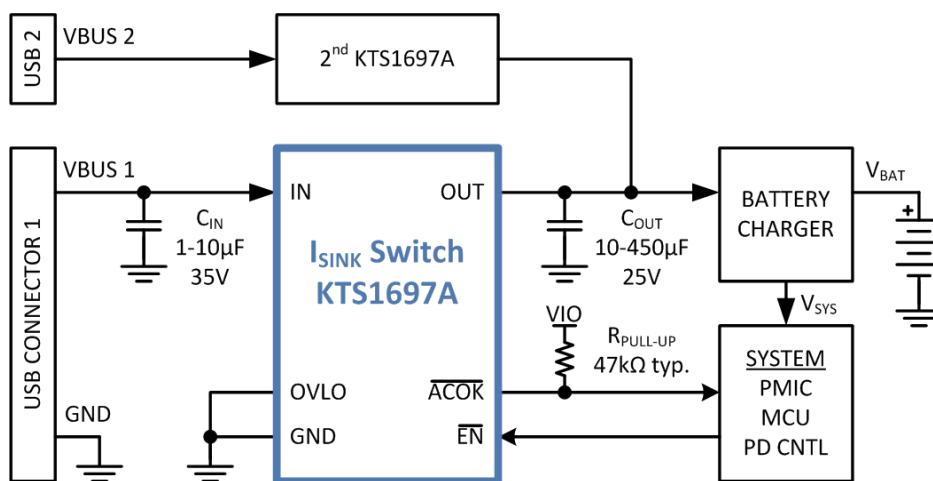 USB 2
VBUS 2
2nd KTS1697A
USB CONNECTOR 1
VBUS 1
CIN
1-10µF
35V
GND
IN
OUT
ISINK Switch
KTS1697A
OVLO
GND
ACOK
EN
COUT
10-450µF
25V
VIO
RPULL-UP
47kΩ typ.
BATTERY
CHARGER
VBAT
+
VSYS
SYSTEM
PMIC
MCU
PD CNTL